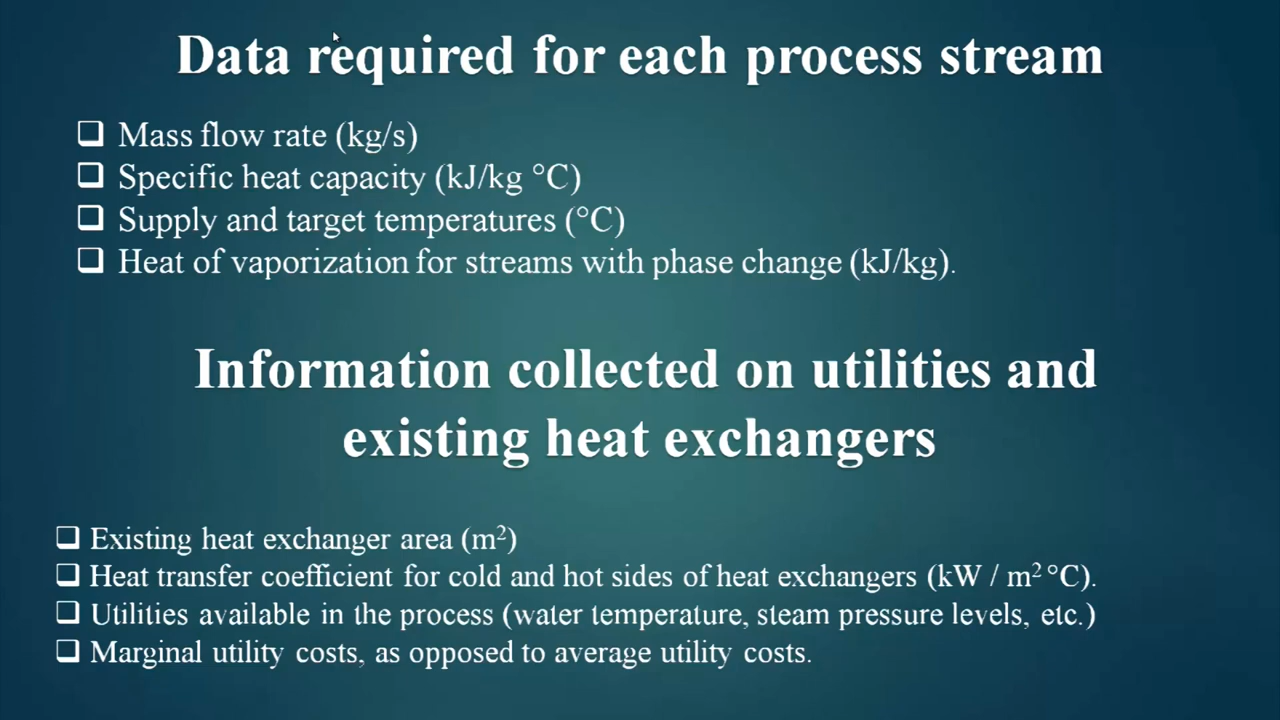 Data required for each process stream
❑ Mass flow rate (kg/s)
❑ Specific heat capacity (kJ/kg °C)
❑ Supply and target temperatures (°C)
❑ Heat of vaporization for streams with phase change (kJ/kg).
Information collected on utilities and
existing heat exchangers
❑ Existing heat exchanger area (m²)
❑ Heat transfer coefficient for cold and hot sides of heat exchangers (kW / m² °C).
❑ Utilities available in the process (water temperature, steam pressure levels, etc.)
❑ Marginal utility costs, as opposed to average utility costs.